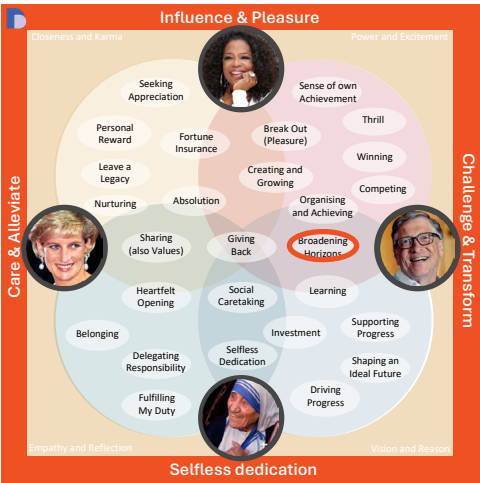 Influence & Pleasure
Closeness and Karma
Power and Excitement
Seeking
Appreciation
Sense of own
Achievement
Thrill
Personal
Reward
Fortune
Insurance
Break Out
(Pleasure)
Winning
Leave a
Legacy
Creating and
Growing
Competing
Nurturing
Absolution
Organising
and Achieving
Care & Alleviate
Challenge & Transform
Sharing
(also Values)
Giving
Back
Broadening
Horizons
Heartfelt
Opening
Social
Caretaking
Learning
Belonging
Investment
Supporting
Progress
Delegating
Responsibility
Selfless
Dedication
Shaping an
Ideal Future
Fulfilling
My Duty
Driving
Progress
Empathy and Reflection
Vision and Reason
Selfless dedication